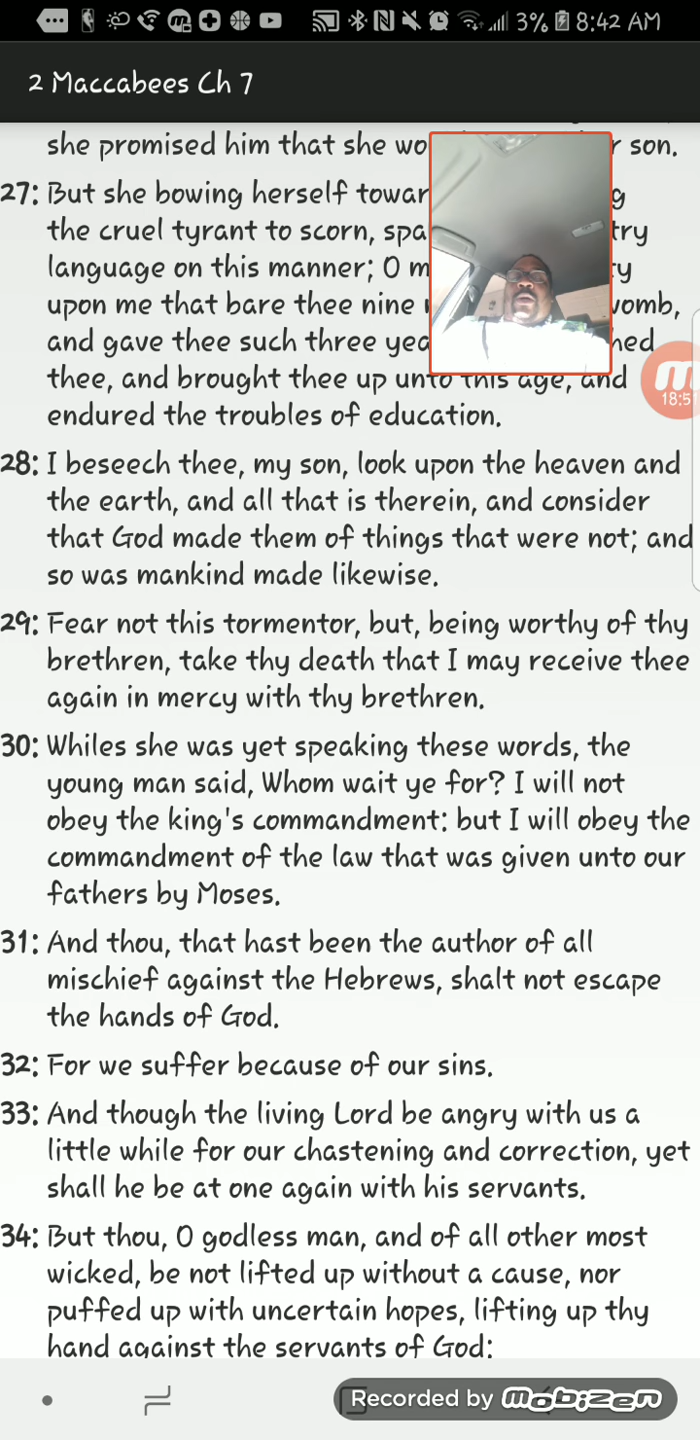 3% 8:42 AM
2 Maccabees Ch 7
she promised him that she wo r son.
27: But she bowing herself towar g
the cruel tyrant to scorn, spa try
language on this manner; O m y
upon me that bare thee nine womb,
and gave thee such three yea hed
thee, and brought thee up unto this age, and
endured the troubles of education.
28: I beseech thee, my son, look upon the heaven and
the earth, and all that is therein, and consider
that God made them of things that were not; and
so was mankind made likewise.
29: Fear not this tormentor, but, being worthy of thy
brethren, take thy death that I may receive thee
again in mercy with thy brethren.
30: Whiles she was yet speaking these words, the
young man said, Whom wait ye for? I will not
obey the king's commandment: but I will obey the
commandment of the law that was given unto our
fathers by Moses.
31: And thou, that hast been the author of all
mischief against the Hebrews, shalt not escape
the hands of God.
32: For we suffer because of our sins.
33: And though the living Lord be angry with us a
little while for our chastening and correction, yet
shall he be at one again with his servants.
34: But thou, O godless man, and of all other most
wicked, be not lifted up without a cause, nor
puffed up with uncertain hopes, lifting up thy
hand against the servants of God:
m
18:51
Recorded by mobizen